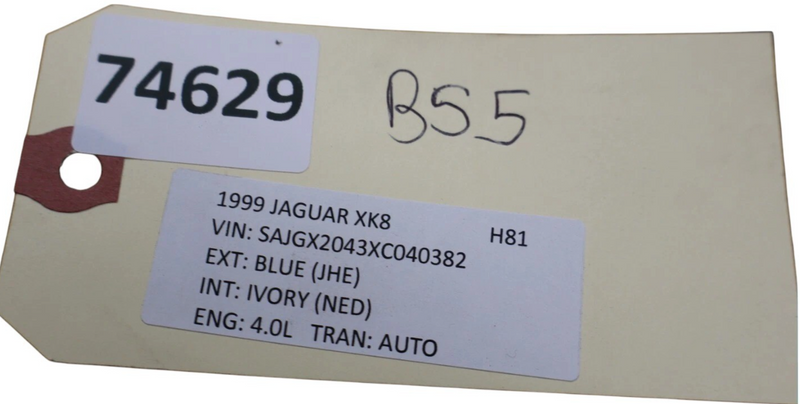 74629
BS5
1999 JAGUAR XK8 H81
VIN: SAJGX2043XC040382
EXT: BLUE (JHE)
INT: IVORY (NED)
ENG: 4.0L TRAN: AUTO